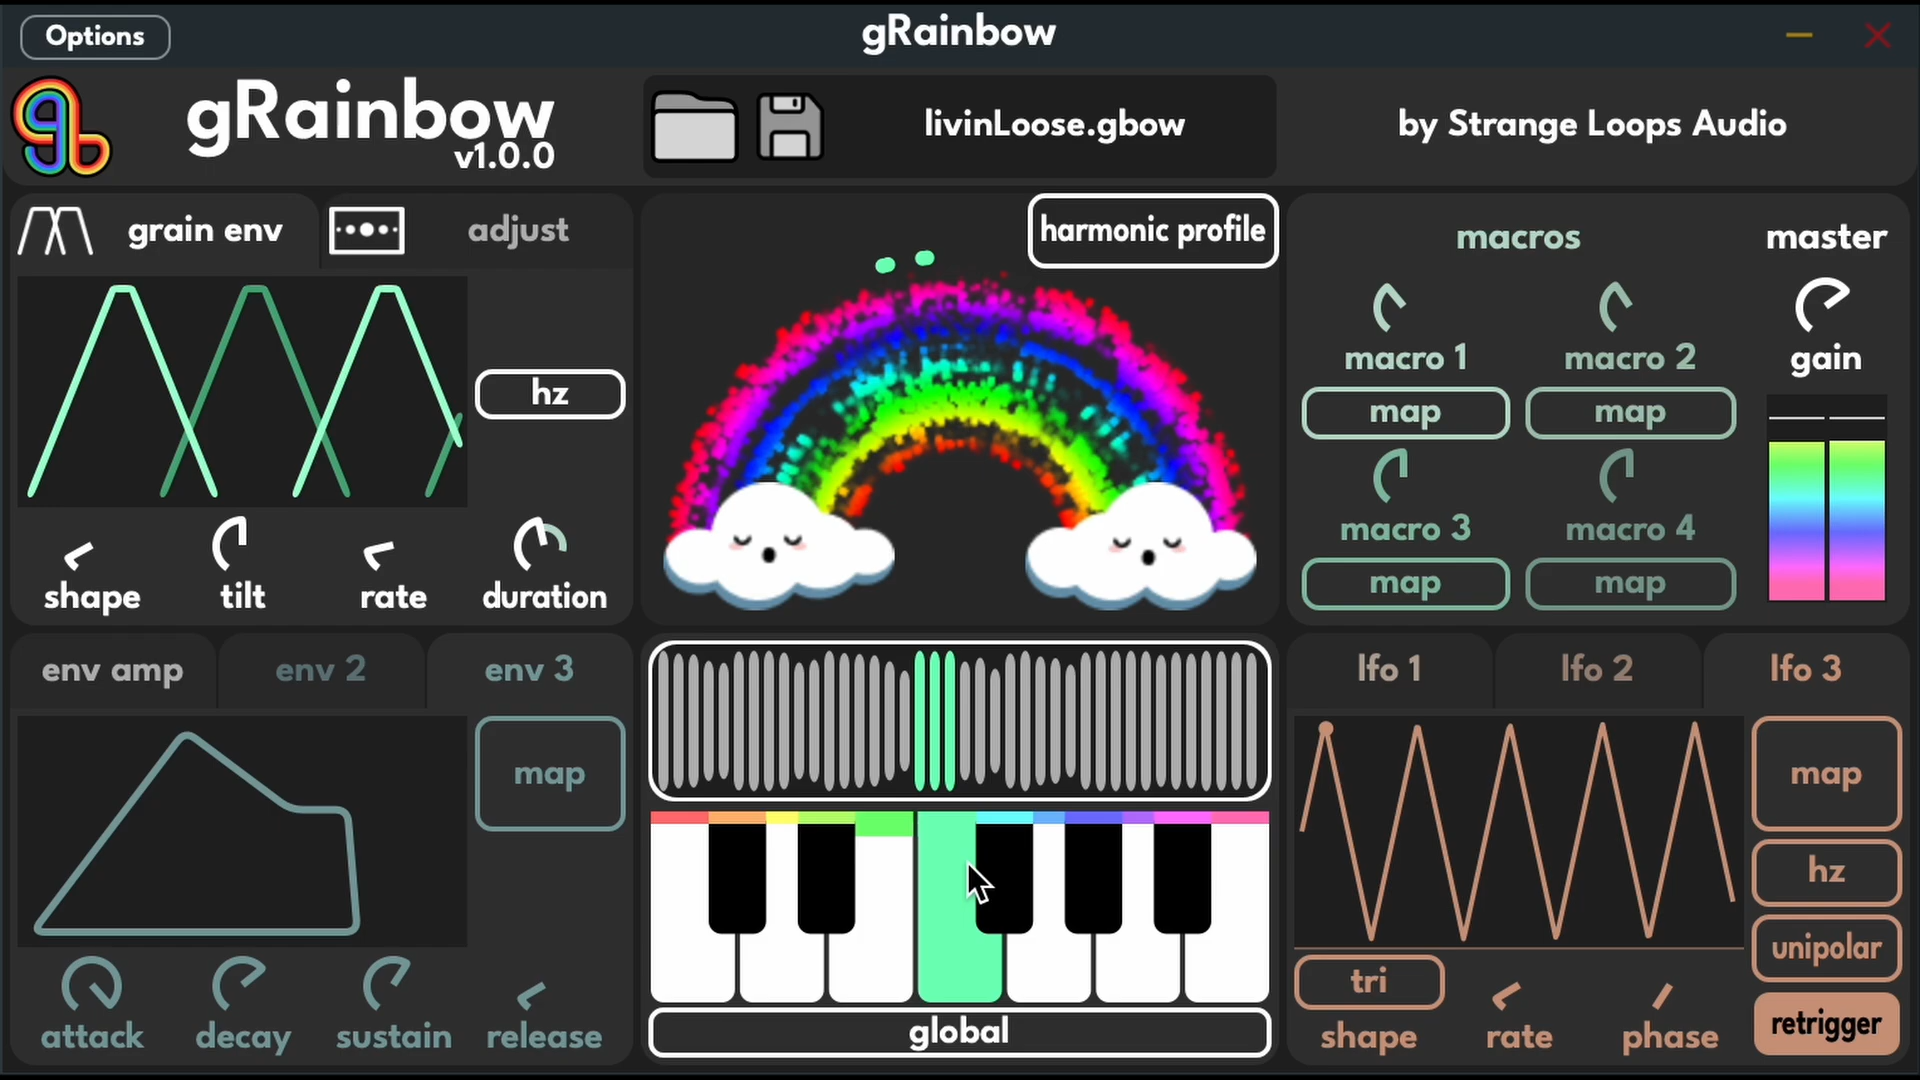 Options
gRainbow
gRainbow
v1.0.0
livinLoose.gbow
by Strange Loops Audio
grain env
adjust
hz
shape
tilt
rate
duration
harmonic profile
macros
master
macro 1
macro 2
gain
map
map
macro 3
macro 4
map
map
env amp
env 2
env 3
map
attack
decay
sustain
release
global
lfo 1
lfo 2
lfo 3
map
hz
unipolar
tri
retrigger
shape
rate
phase